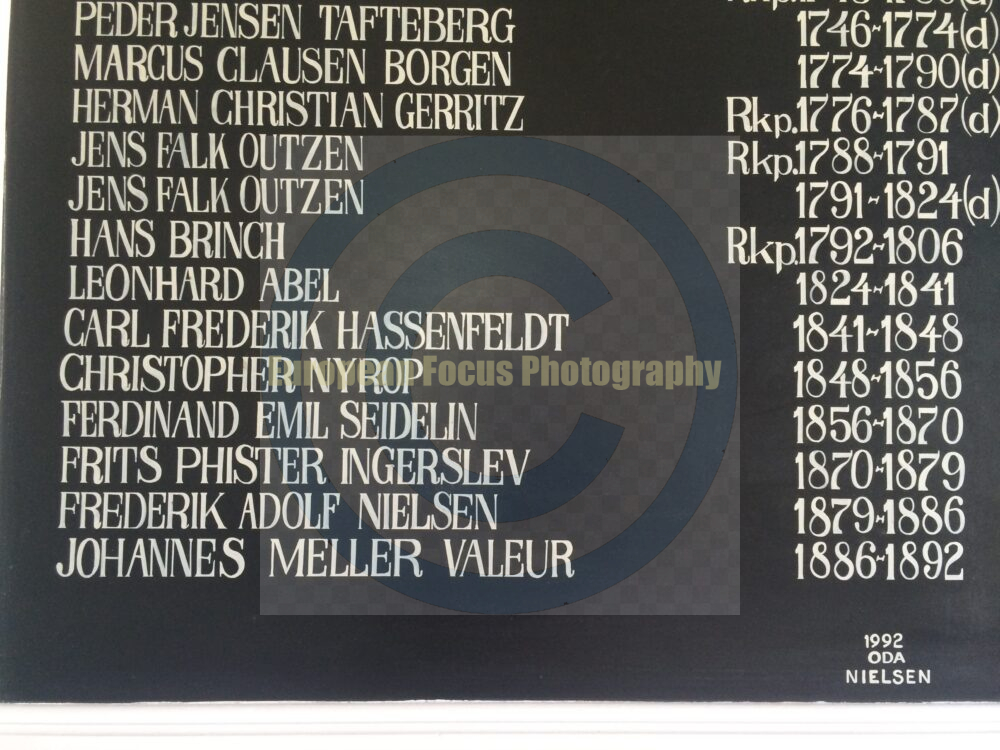 PEDER JENSEN TAFTEBERG 1746-1774(d)
MARCUS CLAUSEN BORGEN 1774-1790(d)
HERMAN CHRISTIAN GERRITZ Rkp.1776-1787(d)
JENS FALK OUTZEN Rkp.1788-1791
JENS FALK OUTZEN 1791-1824(d)
HANS BRINCH Rkp.1792-1806
LEONHARD ABEL 1824-1841
CARL FREDERIK HASSENFELDT 1841-1848
CHRISTOPHER NYROP 1848-1856
European Focus Photography
FERDINAND EMIL SEIDELIN 1856-1870
FRITS PHISTER INGERSLEV 1870-1879
FREDERIK ADOLF NIELSEN 1879-1886
JOHANNES MELLER VALEUR 1886-1892
1992
ODA
NIELSEN